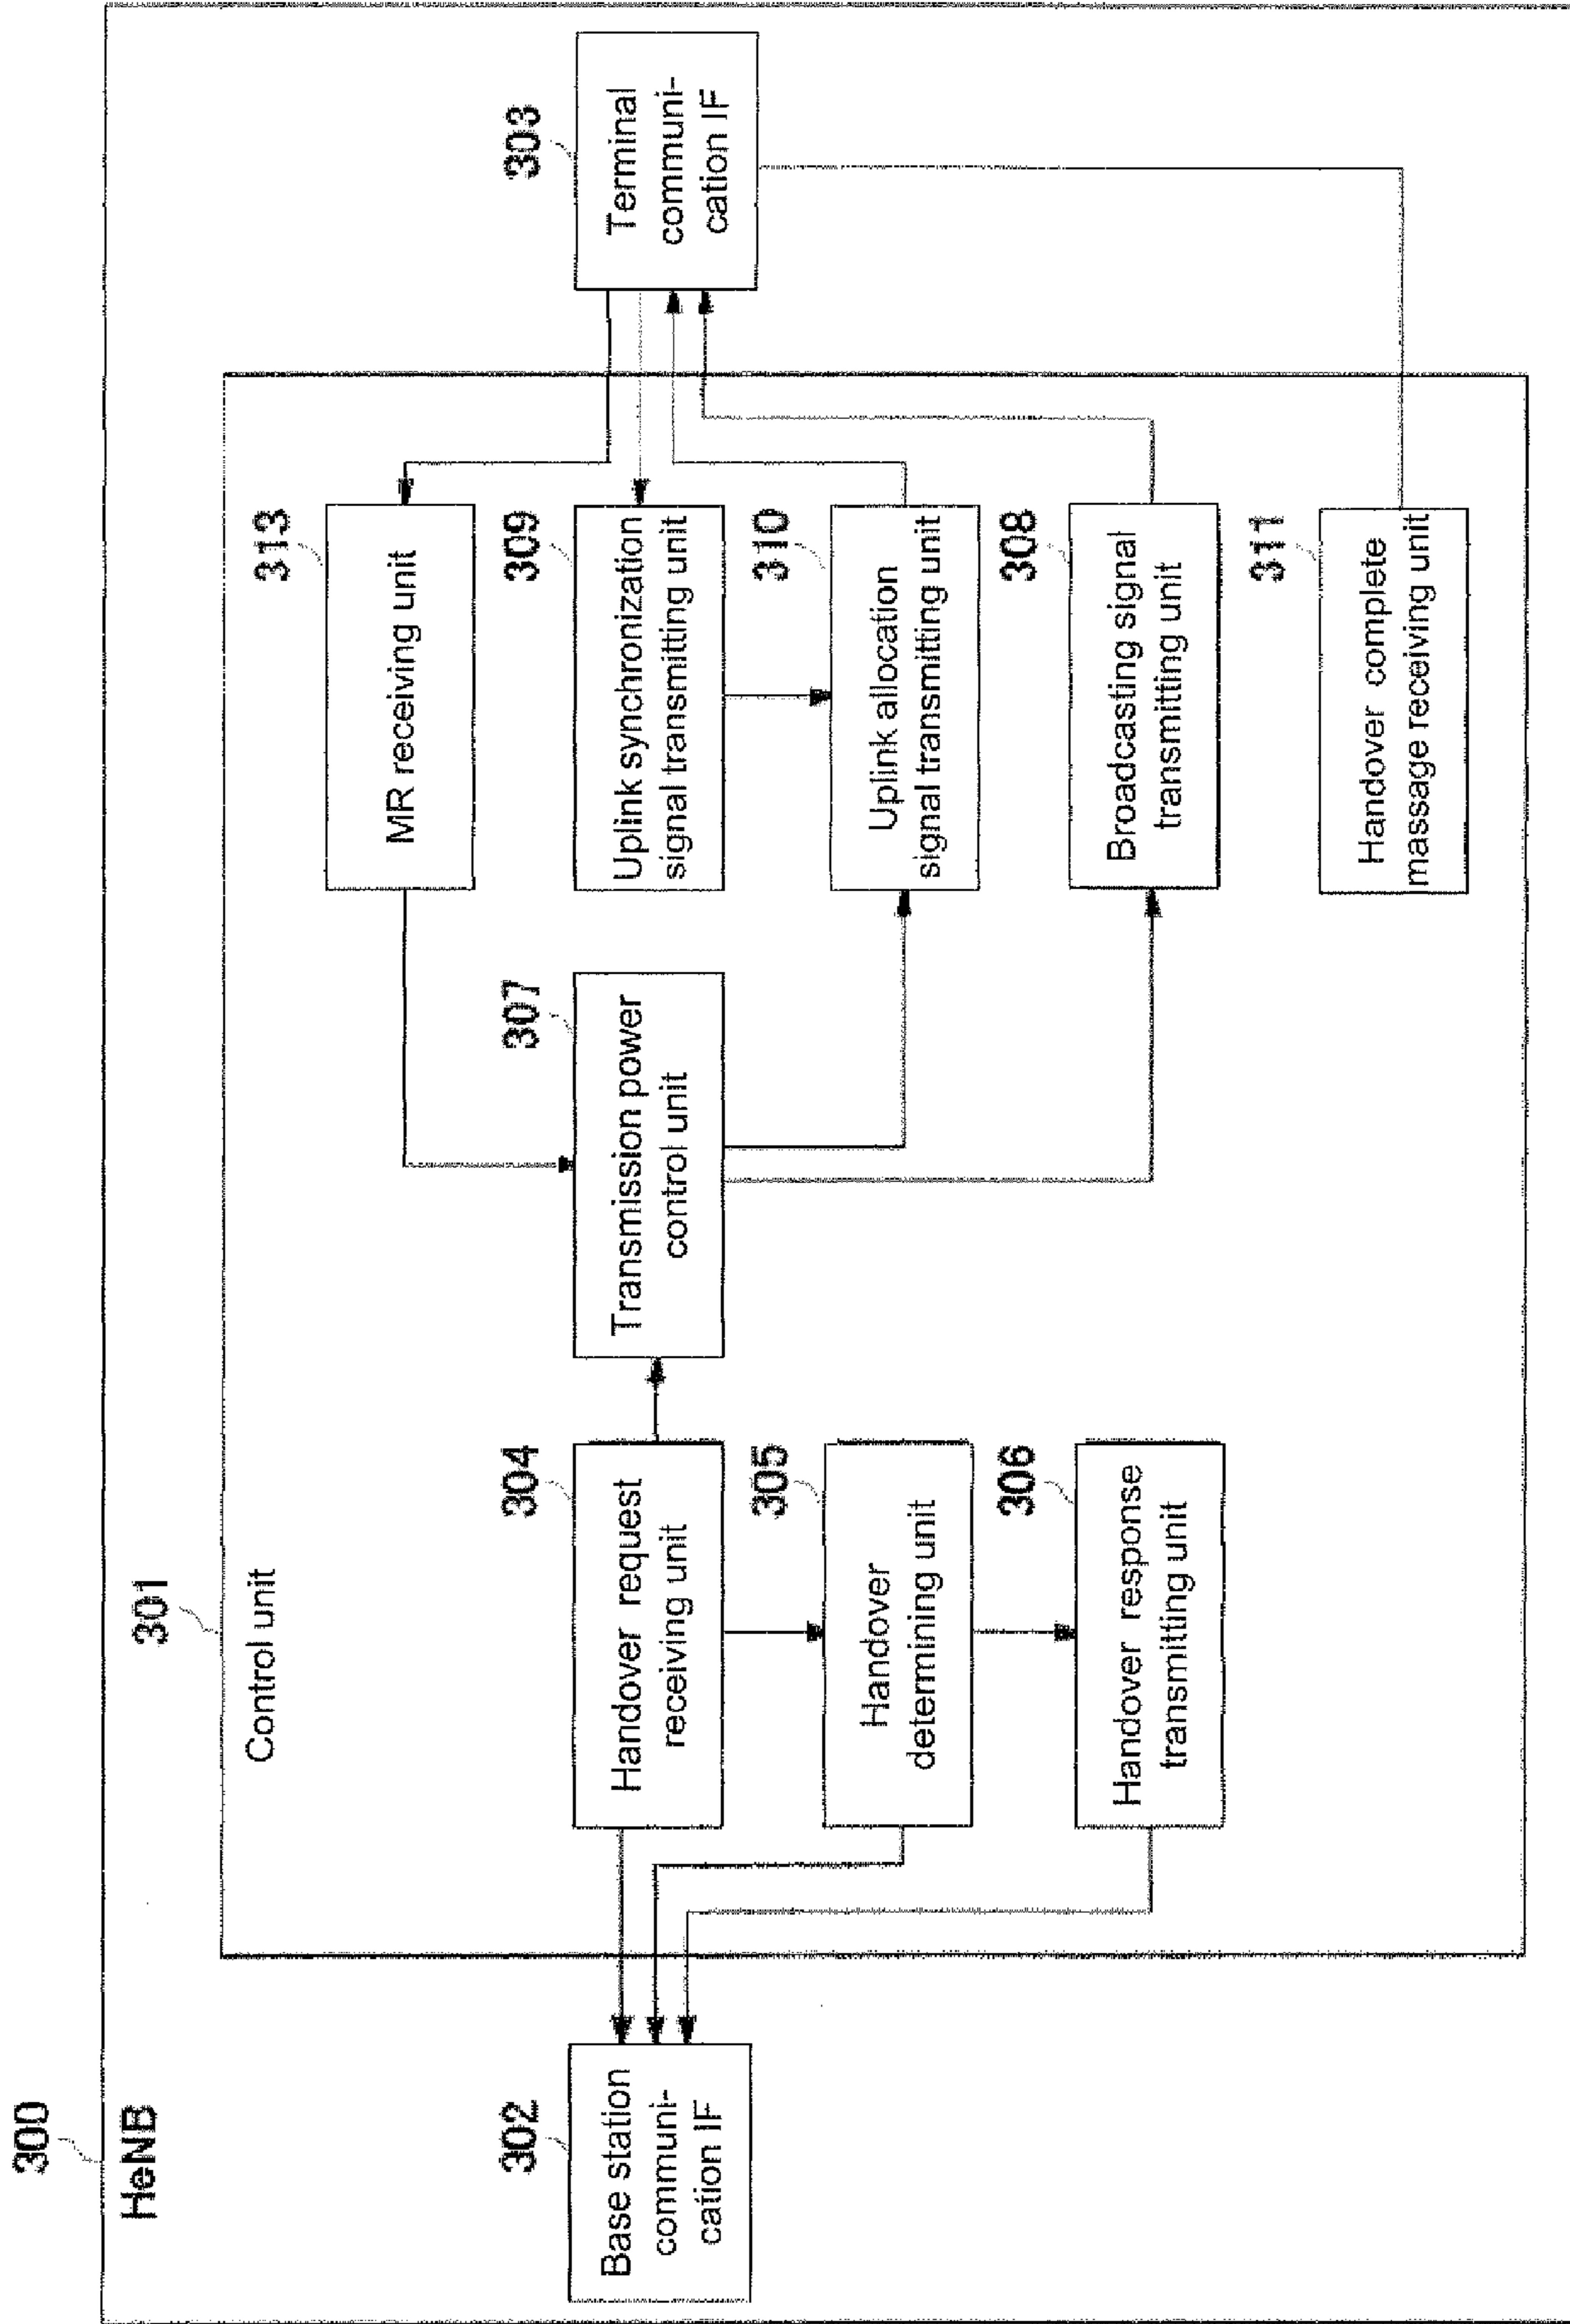 300
HeNB
301
Control unit
302
Base station
communi-
cation IF
304
Handover request
receiving unit
305
Handover
determining unit
306
Handover response
transmitting unit
307
Transmission power
control unit
313
MR receiving unit
309
Uplink synchronization
signal transmitting unit
310
Uplink allocation
signal transmitting unit
308
Broadcasting signal
transmitting unit
311
Handover complete
massage receiving unit
303
Terminal
communi-
cation IF